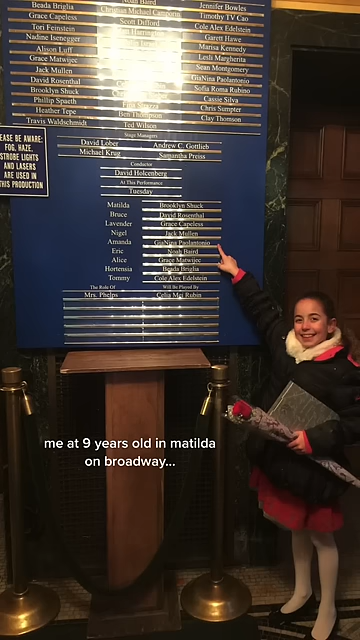 Noah Baird Jennifer Bowles
Beada Briglia Christian Michael Camporin Timothy TV Cao
Grace Capeless Scott Dufford Cole Alex Edelstein
Tori Feinstein Harrington Garett Hawe
Nadine Isenegger Marisa Kennedy
Alison Luff Lesli Margherita
Grace Matwijec Sean Montgomery
Jack Mullen GiaNina Paolantonio
David Rosenthal Sofia Roma Rubino
Brooklyn Shuck Cassie Silva
Phillip Spaeth Chris Sumpter
Heather Tepe Ben Thompson Clay Thomson
Travis Waldschmidt Ted Wilson
Stage Managers
David Lober Andrew C. Gottlieb
Michael Krug Samantha Preiss
Conductor
David Holcenberg
At This Performance
Tuesday
Matilda Brooklyn Shuck
Bruce David Rosenthal
Lavender Grace Capeless
Nigel Jack Mullen
Amanda GiaNina Paolantonio
Eric Noah Baird
Alice Grace Matwijec
Hortensia Beada Briglia
Tommy Cole Alex Edelstein
The Role Of Will Be Played By
Mrs. Phelps Celia Mei Rubin
EASE BE AWARE:
FOG, HAZE,
STROBE LIGHTS
AND LASERS
ARE USED IN
THIS PRODUCTION
me at 9 years old in matilda
on broadway...